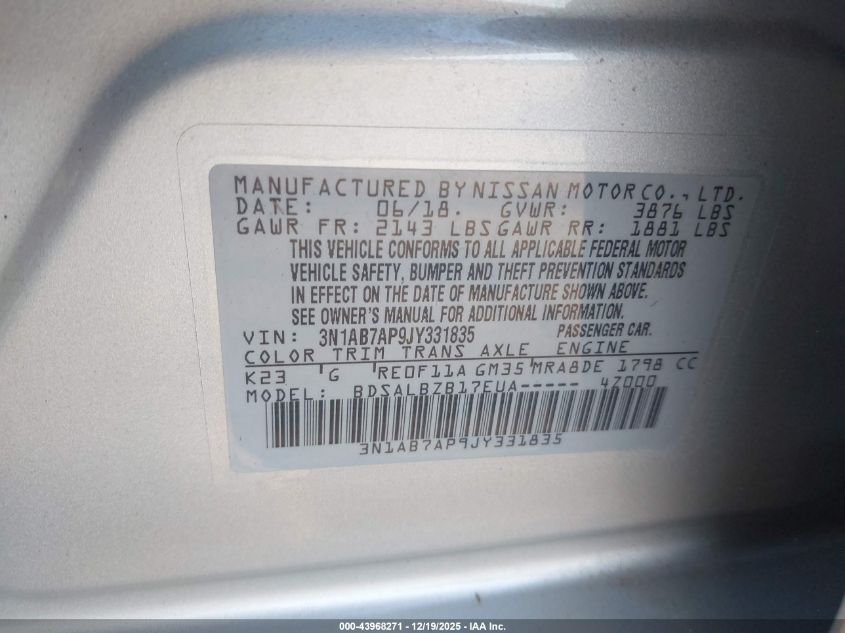 MANUFACTURED BY NISSAN MOTOR CO., LTD.
DATE: 06/18. GVWR: 3876 LBS
GAWR FR: 2143 LBS GAWR RR: 1881 LBS
THIS VEHICLE CONFORMS TO ALL APPLICABLE FEDERAL MOTOR
VEHICLE SAFETY, BUMPER AND THEFT PREVENTION STANDARDS
IN EFFECT ON THE DATE OF MANUFACTURE SHOWN ABOVE.
SEE OWNER'S MANUAL FOR ADDITIONAL INFORMATION.
VIN: 3N1AB7AP9JY331835 PASSENGER CAR.
COLOR TRIM TRANS AXLE ENGINE
K23 'G 'RE0F11A GM35'MRA8DE 1798 CC
MODEL: BDSALBZB17EUA----- 47000
3N1AB7AP9JY331835
000-43968271 - 12/19/2025 - IAA Inc.